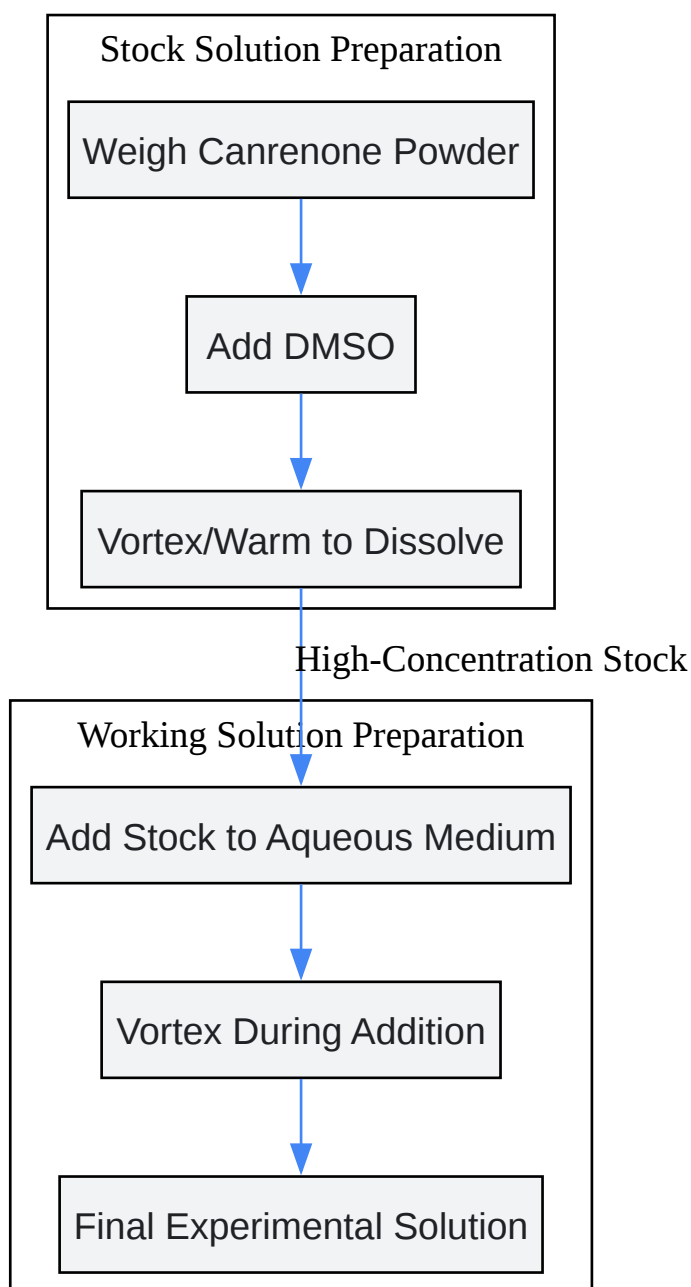 Stock Solution Preparation
Weigh Canrenone Powder
Add DMSO
Vortex/Warm to Dissolve
High-Concentration Stock
Working Solution Preparation
Add Stock to Aqueous Medium
Vortex During Addition
Final Experimental Solution